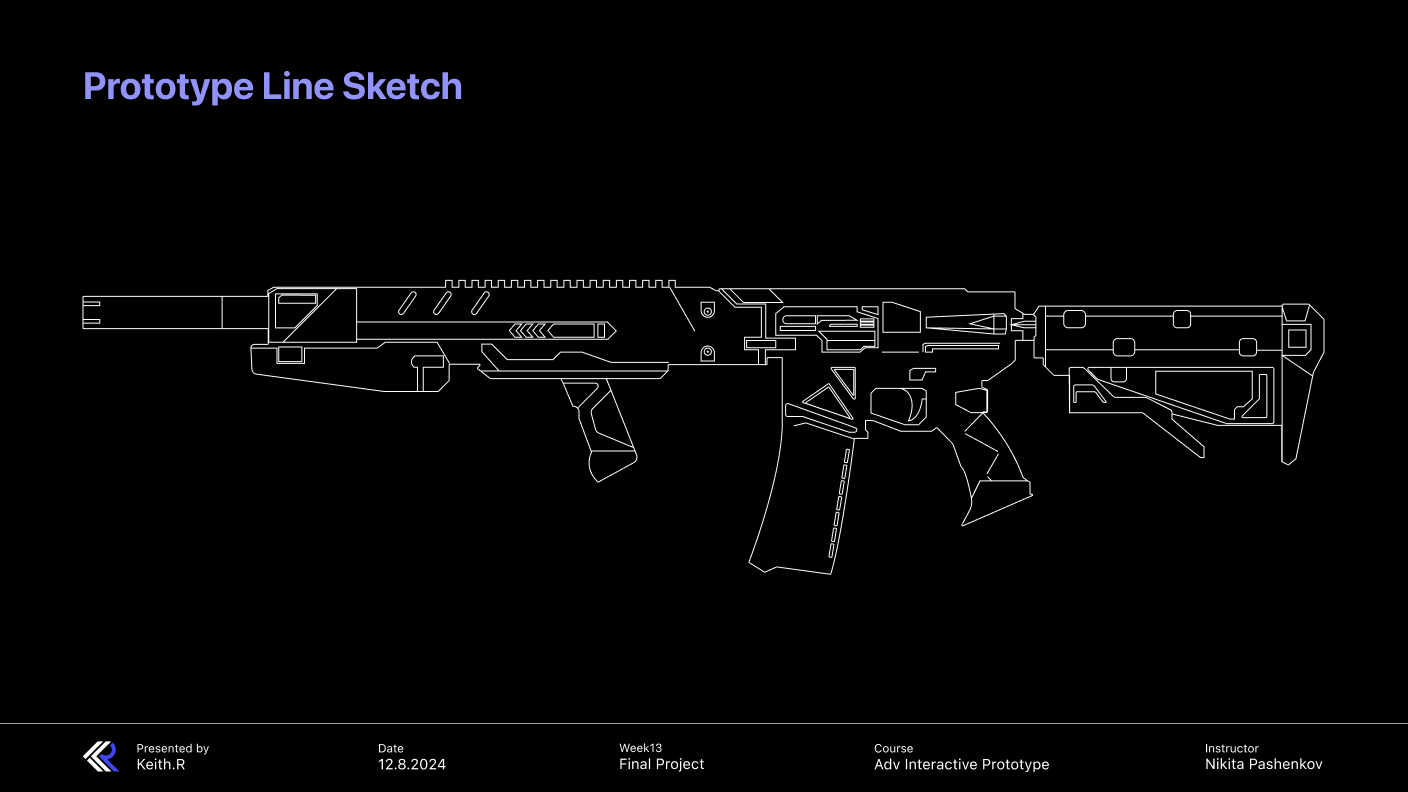 Prototype Line Sketch
Presented by
Keith.R
Date
12.8.2024
Week13
Final Project
Course
Adv Interactive Prototype
Instructor
Nikita Pashenkov